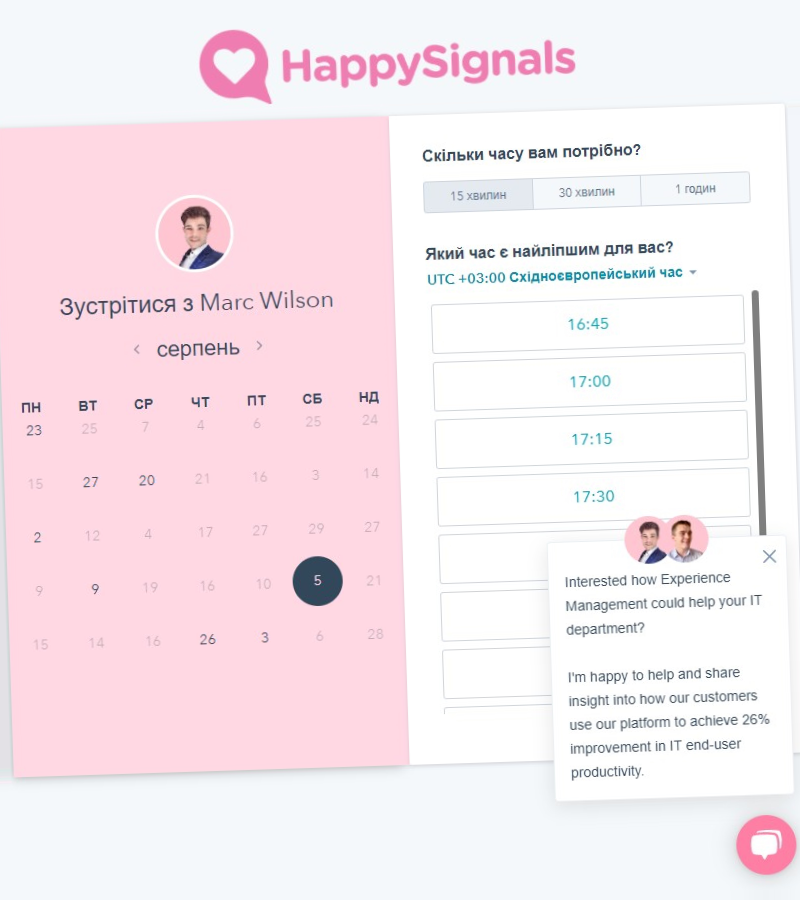 HappySignals
Зустрітися з Marc Wilson
серпень
ПН ВТ СР ЧТ ПТ СБ НД
23 25 7 4 6 25 24
15 27 20 21 16 3 14
2 12 4 17 27 29 27
9 9 19 16 10 5 21
15 14 16 26 3 6 28
Скільки часу вам потрібно?
15 хвилин 30 хвилин 1 годин
Який час є найліпшим для вас?
UTC +03:00 Східноєвропейський час
16:45
17:00
17:15
17:30
Interested how Experience
Management could help your IT
department?
I'm happy to help and share
insight into how our customers
use our platform to achieve 26%
improvement in IT end-user
productivity.